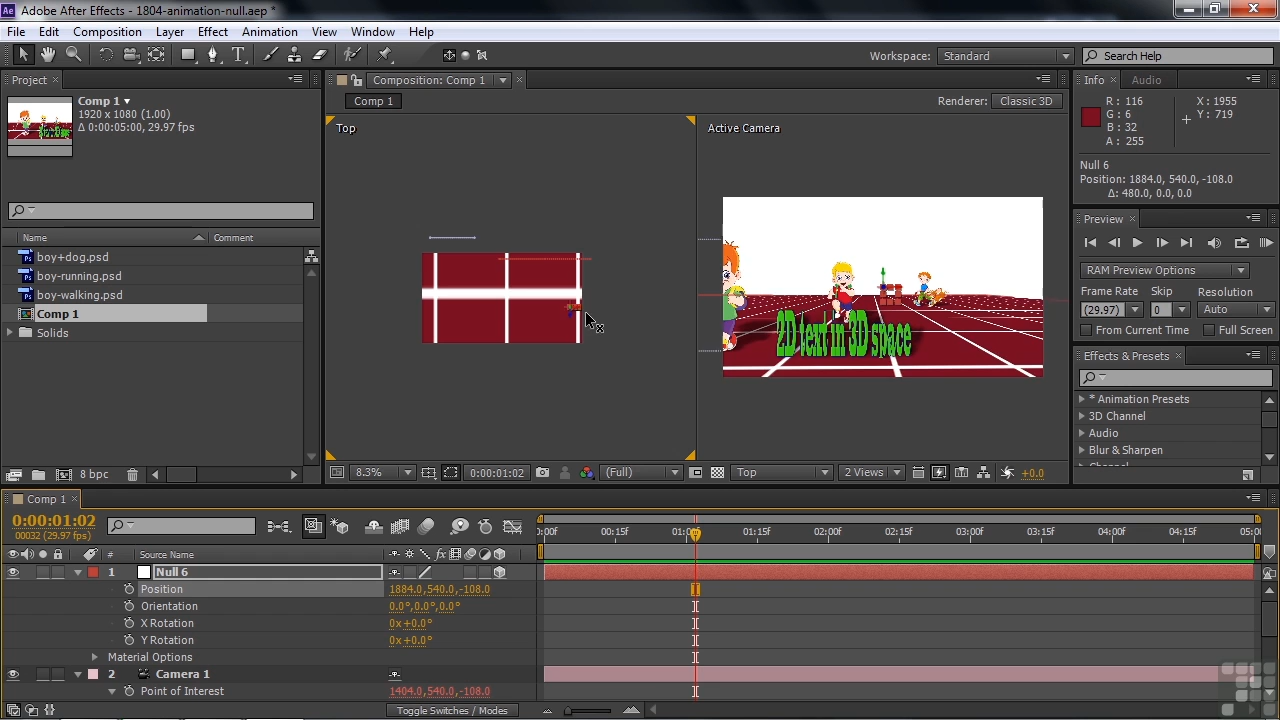 Ae Adobe After Effects - 1804-animation-null.aep *
File Edit Composition Layer Effect Animation View Window Help
Workspace: Standard Search Help
Project
Composition: Comp 1
Info Audio
Comp 1
1920 x 1080 (1.00)
Δ 0:00:05:00, 29.97 fps
Comp 1
Renderer: Classic 3D
R : 116
G : 6
B : 32
A : 255
X : 1955
Y : 719
Top
Active Camera
Null 6
Position: 1884.0, 540.0, -108.0
Δ: 480.0, 0.0, 0.0
Preview
Name Comment
boy+dog.psd
boy-running.psd
boy-walking.psd
Comp 1
Solids
RAM Preview Options
Frame Rate Skip Resolution
(29.97) 0 Auto
From Current Time Full Screen
2D text in 3D space
Effects & Presets
* Animation Presets
3D Channel
Audio
Blur & Sharpen
8 bpc
8.3% 0:00:01:02 (Full) Top 2 Views +0.0
Comp 1
0:00:01:02
00032 (29.97 fps)
0:00f 00:15f 01:00f 01:15f 02:00f 02:15f 03:00f 03:15f 04:00f 04:15f 05:00f
# Source Name
1 Null 6
Position 1884.0,540.0,-108.0
Orientation 0.0°,0.0°,0.0°
X Rotation 0x+0.0°
Y Rotation 0x+0.0°
Material Options
2 Camera 1
Point of Interest 1404.0,540.0,-108.0
Toggle Switches / Modes